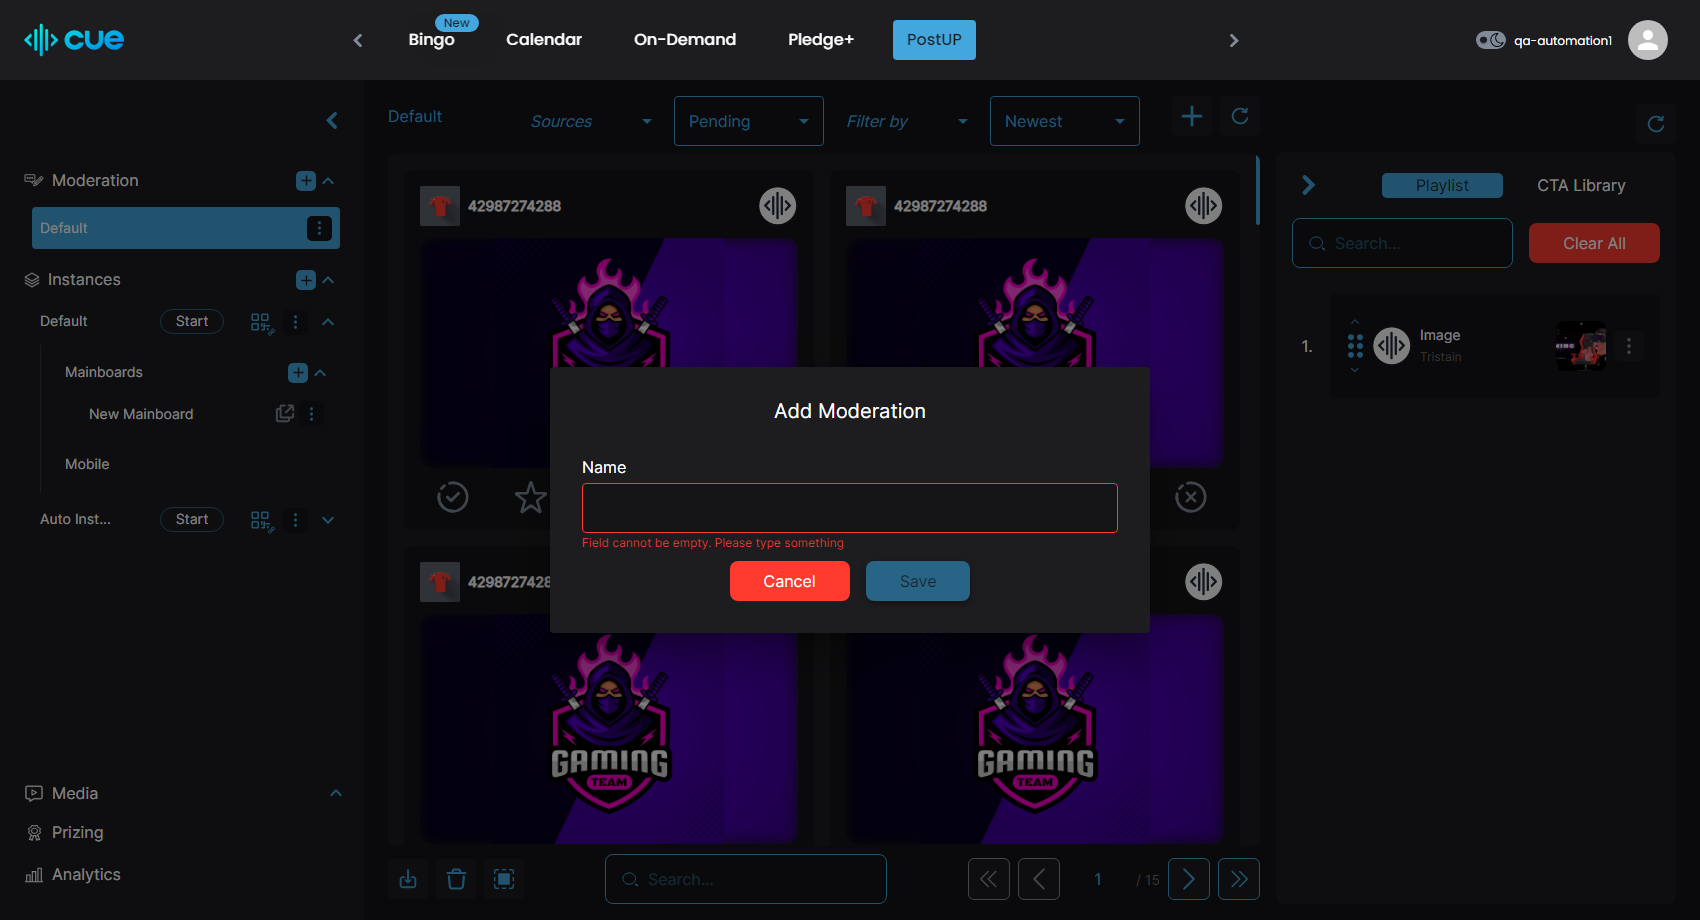 cue
New
Bingo
Calendar
On-Demand
Pledge+
PostUP
qa-automation1
Moderation
Default
Instances
Default
Start
Mainboards
New Mainboard
Mobile
Auto Inst...
Start
Media
Prizing
Analytics
Default
Sources
Pending
Filter by
Newest
42987274288
42987274288
Add Moderation
Name
Field cannot be empty. Please type something
Cancel
Save
4298727428
GAMING
TEAM
GAMING
TEAM
Search...
1
/ 15
Playlist
CTA Library
Search...
Clear All
1.
Image
Tristain